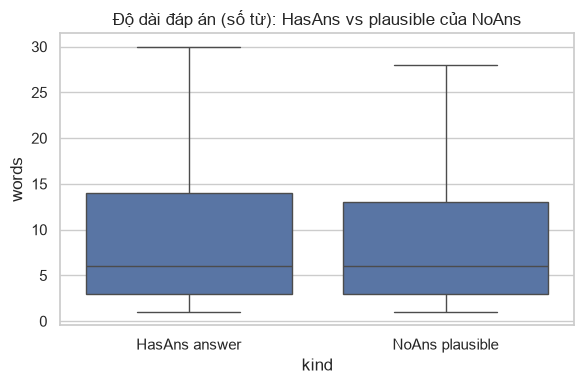 Độ dài đáp án (số từ): HasAns vs plausible của NoAns
30
25
20
15
10
5
0
words
HasAns answer
NoAns plausible
kind